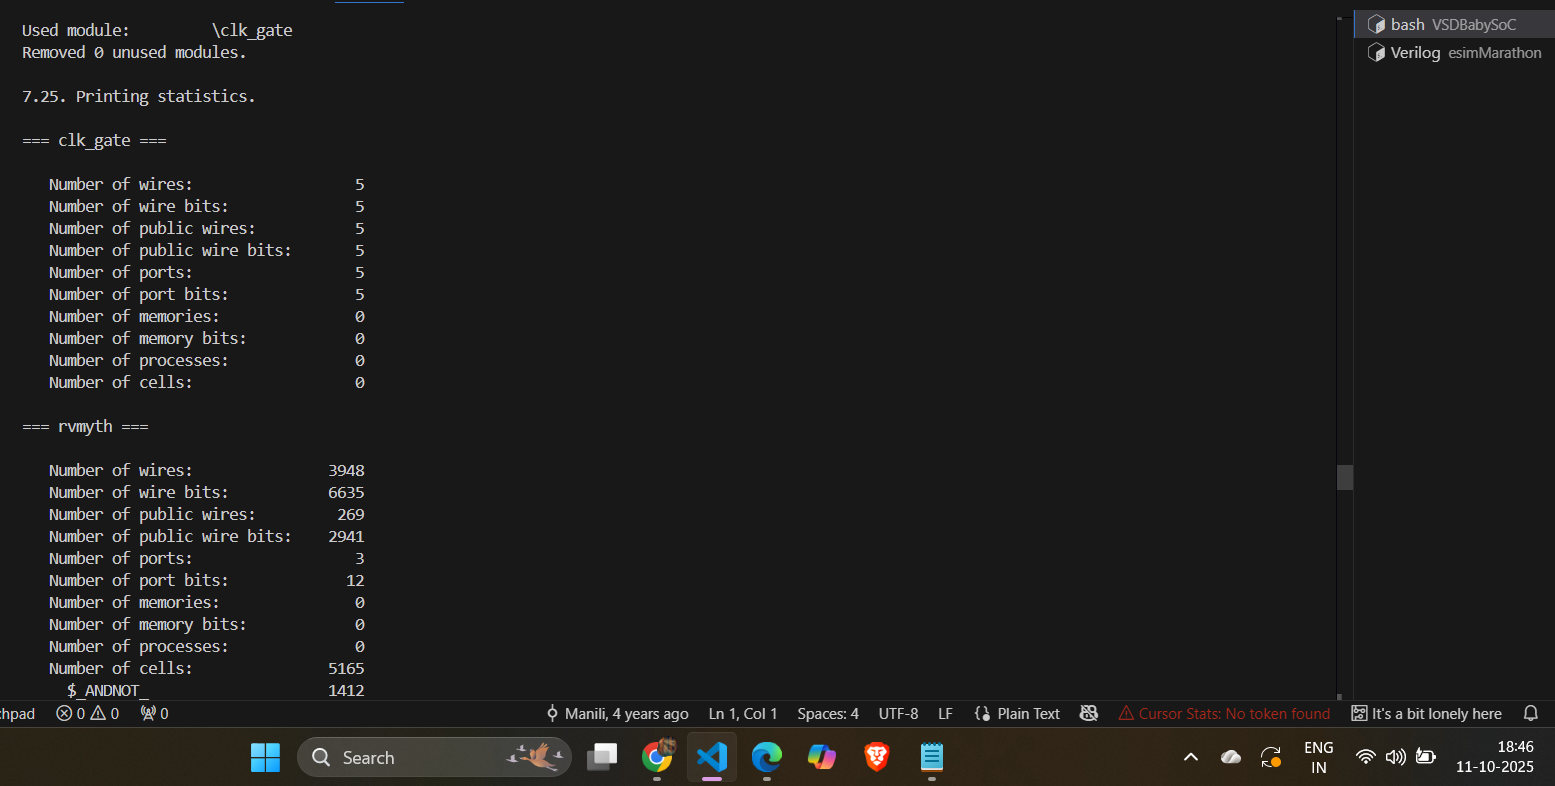 Used module: \clk_gate
Removed 0 unused modules.
7.25. Printing statistics.
=== clk_gate ===
Number of wires: 5
Number of wire bits: 5
Number of public wires: 5
Number of public wire bits: 5
Number of ports: 5
Number of port bits: 5
Number of memories: 0
Number of memory bits: 0
Number of processes: 0
Number of cells: 0
=== rvmyth ===
Number of wires: 3948
Number of wire bits: 6635
Number of public wires: 269
Number of public wire bits: 2941
Number of ports: 3
Number of port bits: 12
Number of memories: 0
Number of memory bits: 0
Number of processes: 0
Number of cells: 5165
$_ANDNOT_ 1412
bash VSDBabySoC
Verilog esimMarathon
chpad 0 0 0 Manili, 4 years ago Ln 1, Col 1 Spaces: 4 UTF-8 LF Plain Text Cursor Stats: No token found It's a bit lonely here
Search
ENG
IN
18:46
11-10-2025